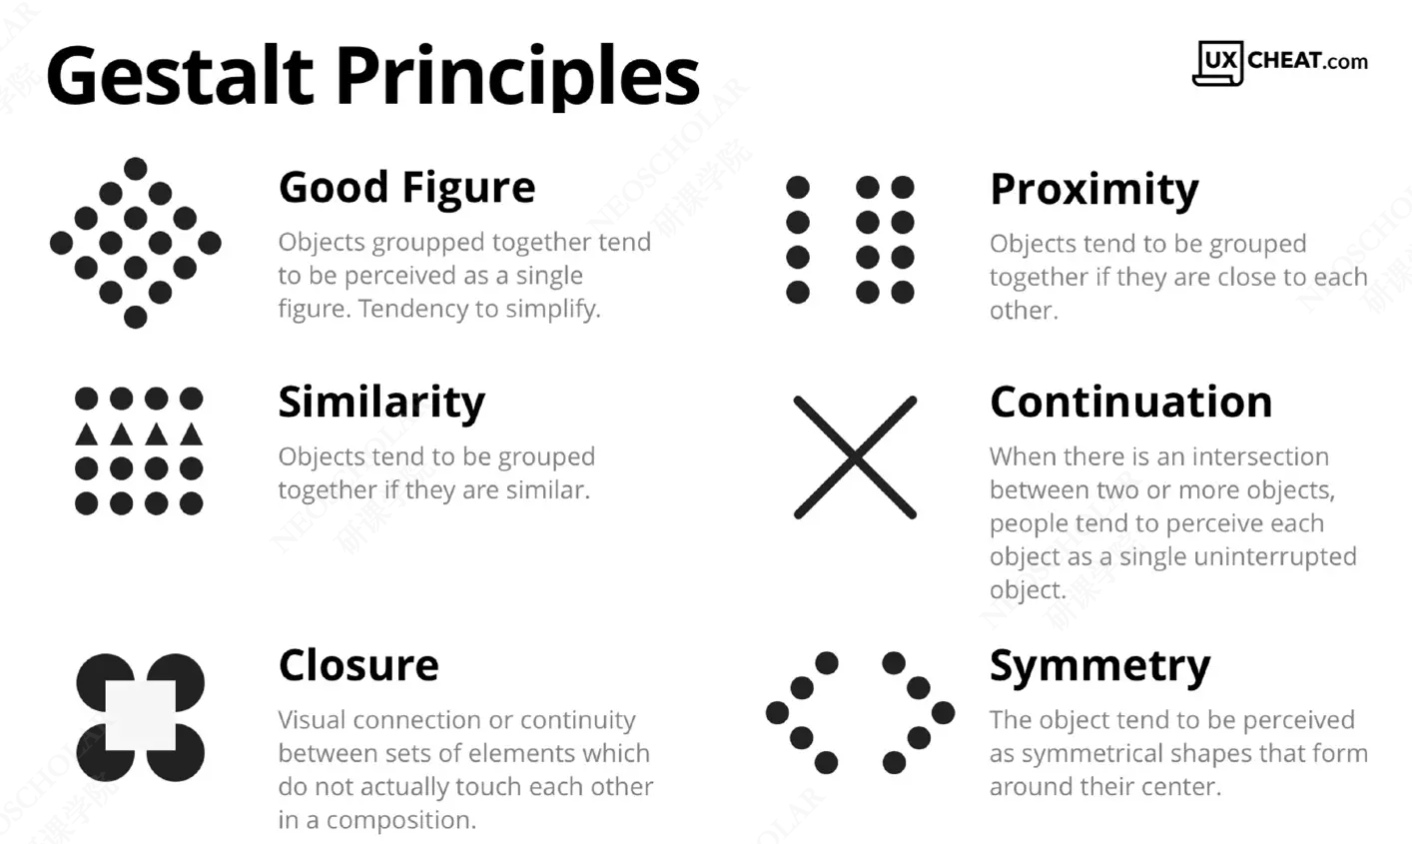 Gestalt Principles
UX CHEAT.com
Good Figure
Objects groupped together tend
to be perceived as a single
figure. Tendency to simplify.
Proximity
Objects tend to be grouped
together if they are close to each
other.
Similarity
Objects tend to be grouped
together if they are similar.
Continuation
When there is an intersection
between two or more objects,
people tend to perceive each
object as a single uninterrupted
object.
Closure
Visual connection or continuity
between sets of elements which
do not actually touch each other
in a composition.
Symmetry
The object tend to be perceived
as symmetrical shapes that form
around their center.
NEOSCHOLAR
研课学院